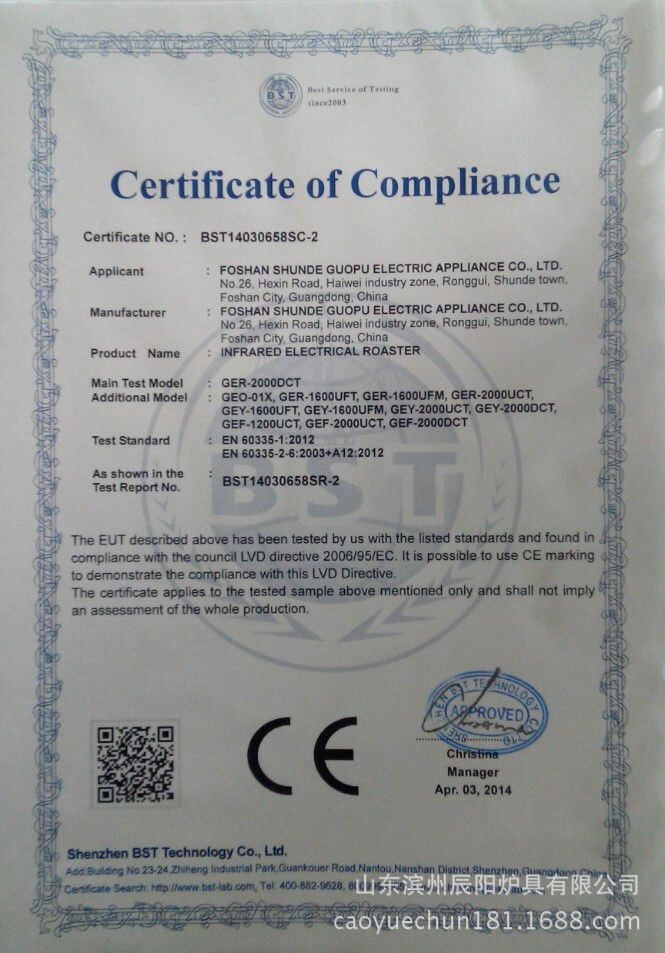 BST
Best Service of Testing
since2003
Certificate of Compliance
Certificate NO. : BST14030658SC-2
Applicant : FOSHAN SHUNDE GUOPU ELECTRIC APPLIANCE CO., LTD.
No.26, Hexin Road, Haiwei industry zone, Ronggui, Shunde town,
Foshan City, Guangdong, China
Manufacturer : FOSHAN SHUNDE GUOPU ELECTRIC APPLIANCE CO., LTD.
No.26, Hexin Road, Haiwei industry zone, Ronggui, Shunde town,
Foshan City, Guangdong, China
Product Name : INFRARED ELECTRICAL ROASTER
Main Test Model : GER-2000DCT
Additional Model : GEO-01X, GER-1600UFT, GER-1600UFM, GER-2000UCT,
GEY-1600UFT, GEY-1600UFM, GEY-2000UCT, GEY-2000DCT,
GEF-1200UCT, GEF-2000UCT, GEF-2000DCT
Test Standard : EN 60335-1:2012
EN 60335-2-6:2003+A12:2012
As shown in the :
Test Report No. BST14030658SR-2
BST
The EUT described above has been tested by us with the listed standards and found in
compliance with the council LVD directive 2006/95/EC. It is possible to use CE marking
to demonstrate the compliance with this LVD Directive.
The certificate applies to the tested sample above mentioned only and shall not imply
an assessment of the whole production.
CE
SHENZHEN BST TECHNOLOGY CO., LTD
APPROVED
Christina
Manager
Apr. 03, 2014
Shenzhen BST Technology Co., Ltd.
Add:Building No.23-24,Zhiheng Industrial Park,Guankouer Road,Nantou,Nanshan District,Shenzhen,Guangdong,China
Certificate Search: http://www.bst-lab.com, Tel: 400-882-9628,
山东滨州辰阳炉具有限公司
caoyuechun181.1688.com